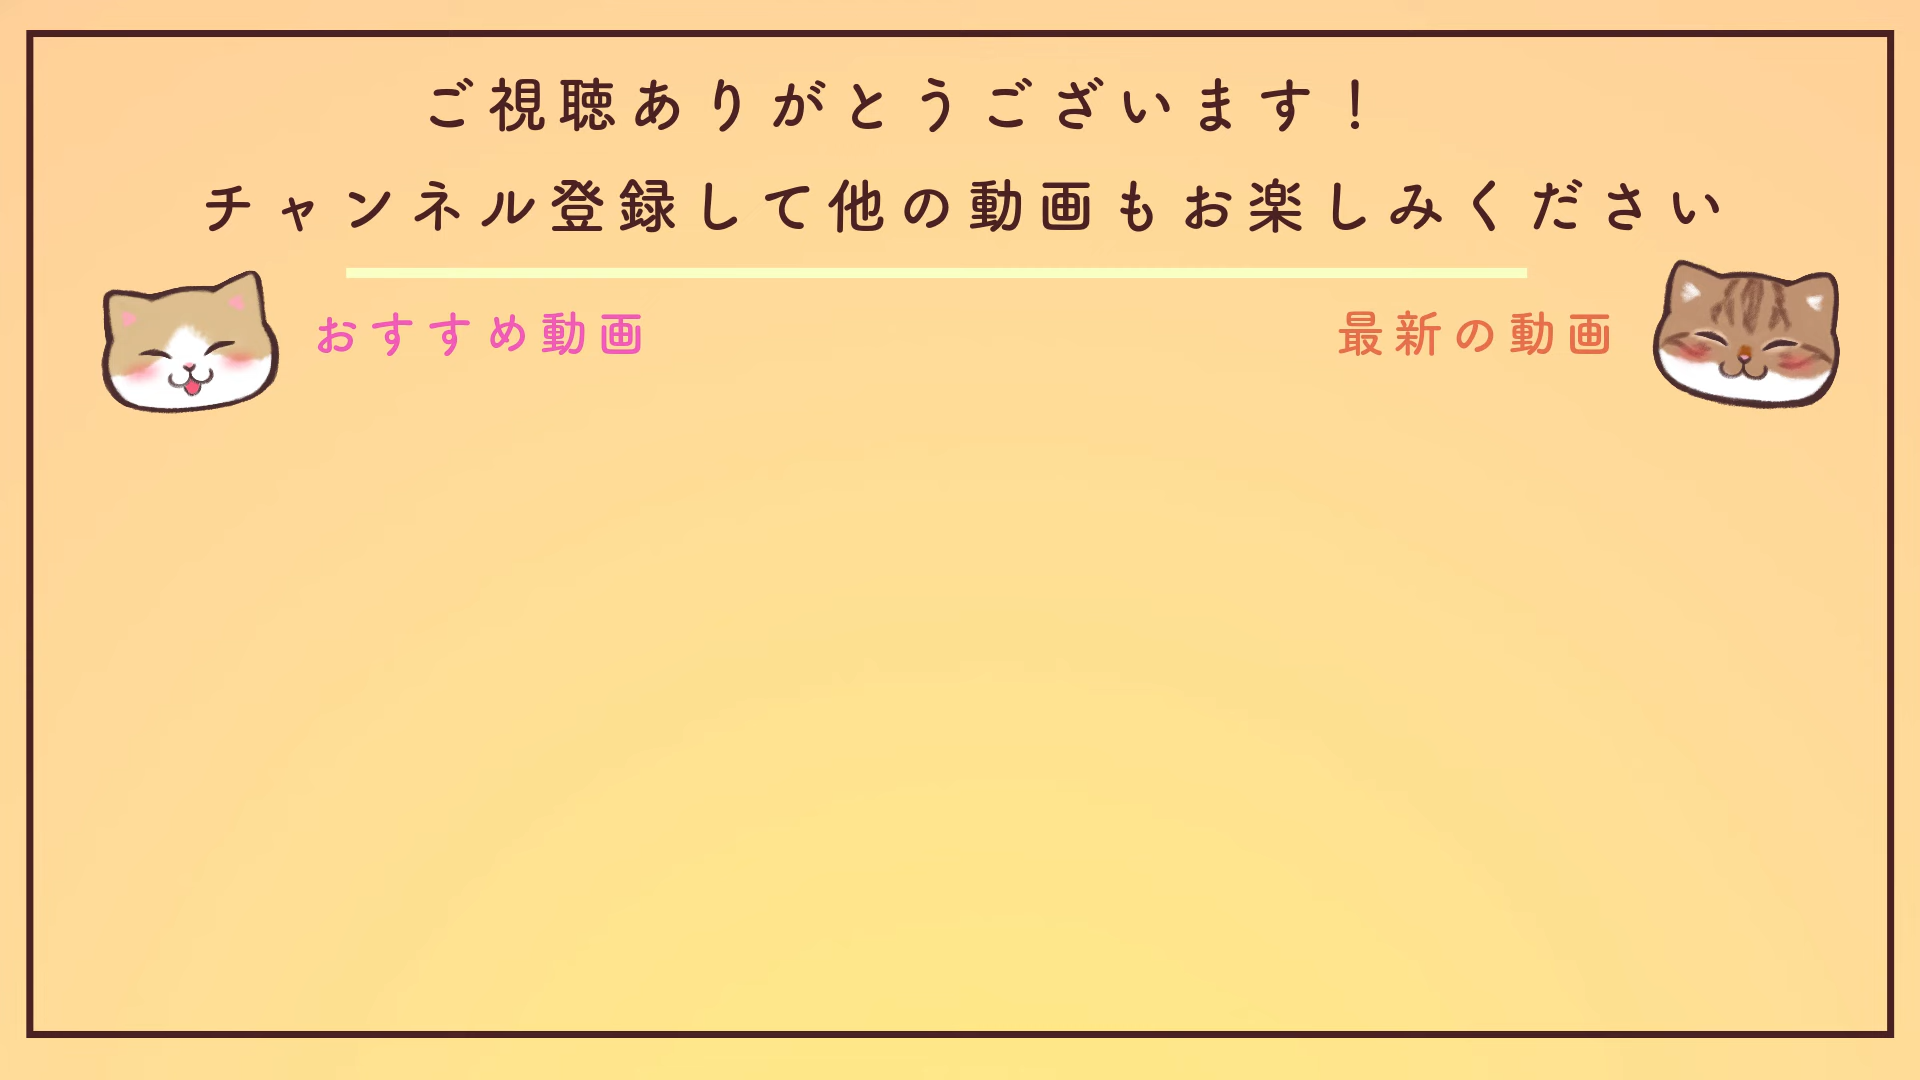 ご視聴ありがとうございます！
チャンネル登録して他の動画もお楽しみください
おすすめ動画
最新の動画